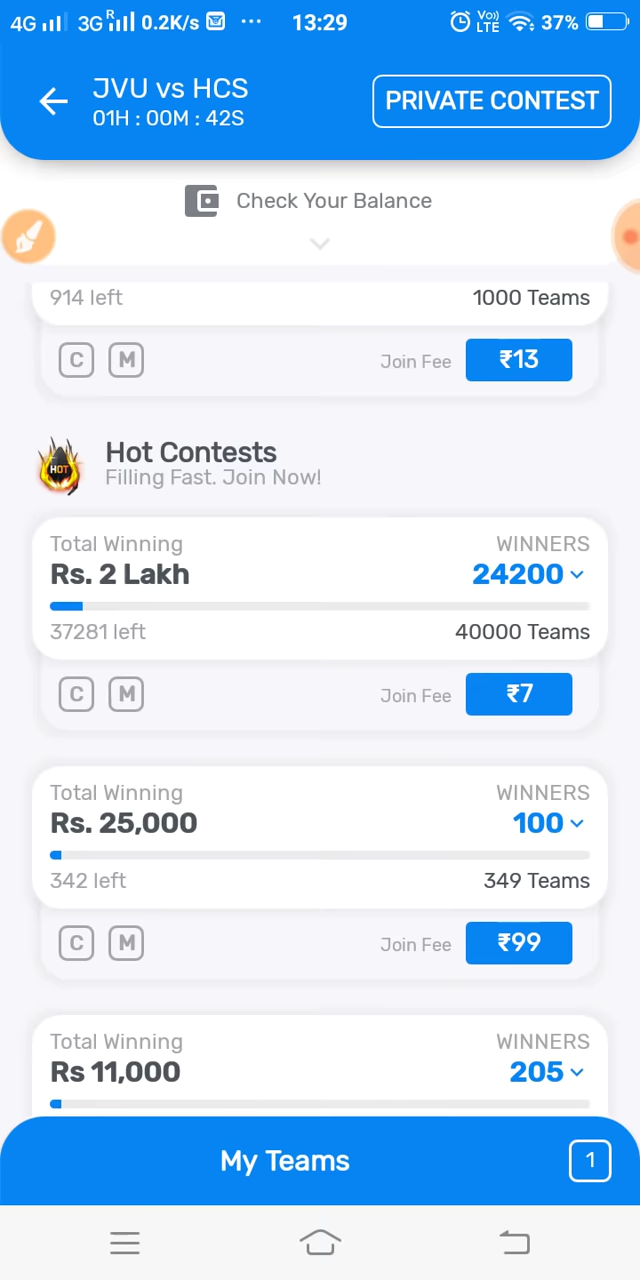 4G 3G R 0.2K/s ... 13:29 Vo) LTE 37%
JVU vs HCS
01H : 00M : 42S
PRIVATE CONTEST
Check Your Balance
914 left 1000 Teams
C M Join Fee ₹13
HOT
Hot Contests
Filling Fast. Join Now!
Total Winning WINNERS
Rs. 2 Lakh 24200
37281 left 40000 Teams
C M Join Fee ₹7
Total Winning WINNERS
Rs. 25,000 100
342 left 349 Teams
C M Join Fee ₹99
Total Winning WINNERS
Rs 11,000 205
My Teams 1